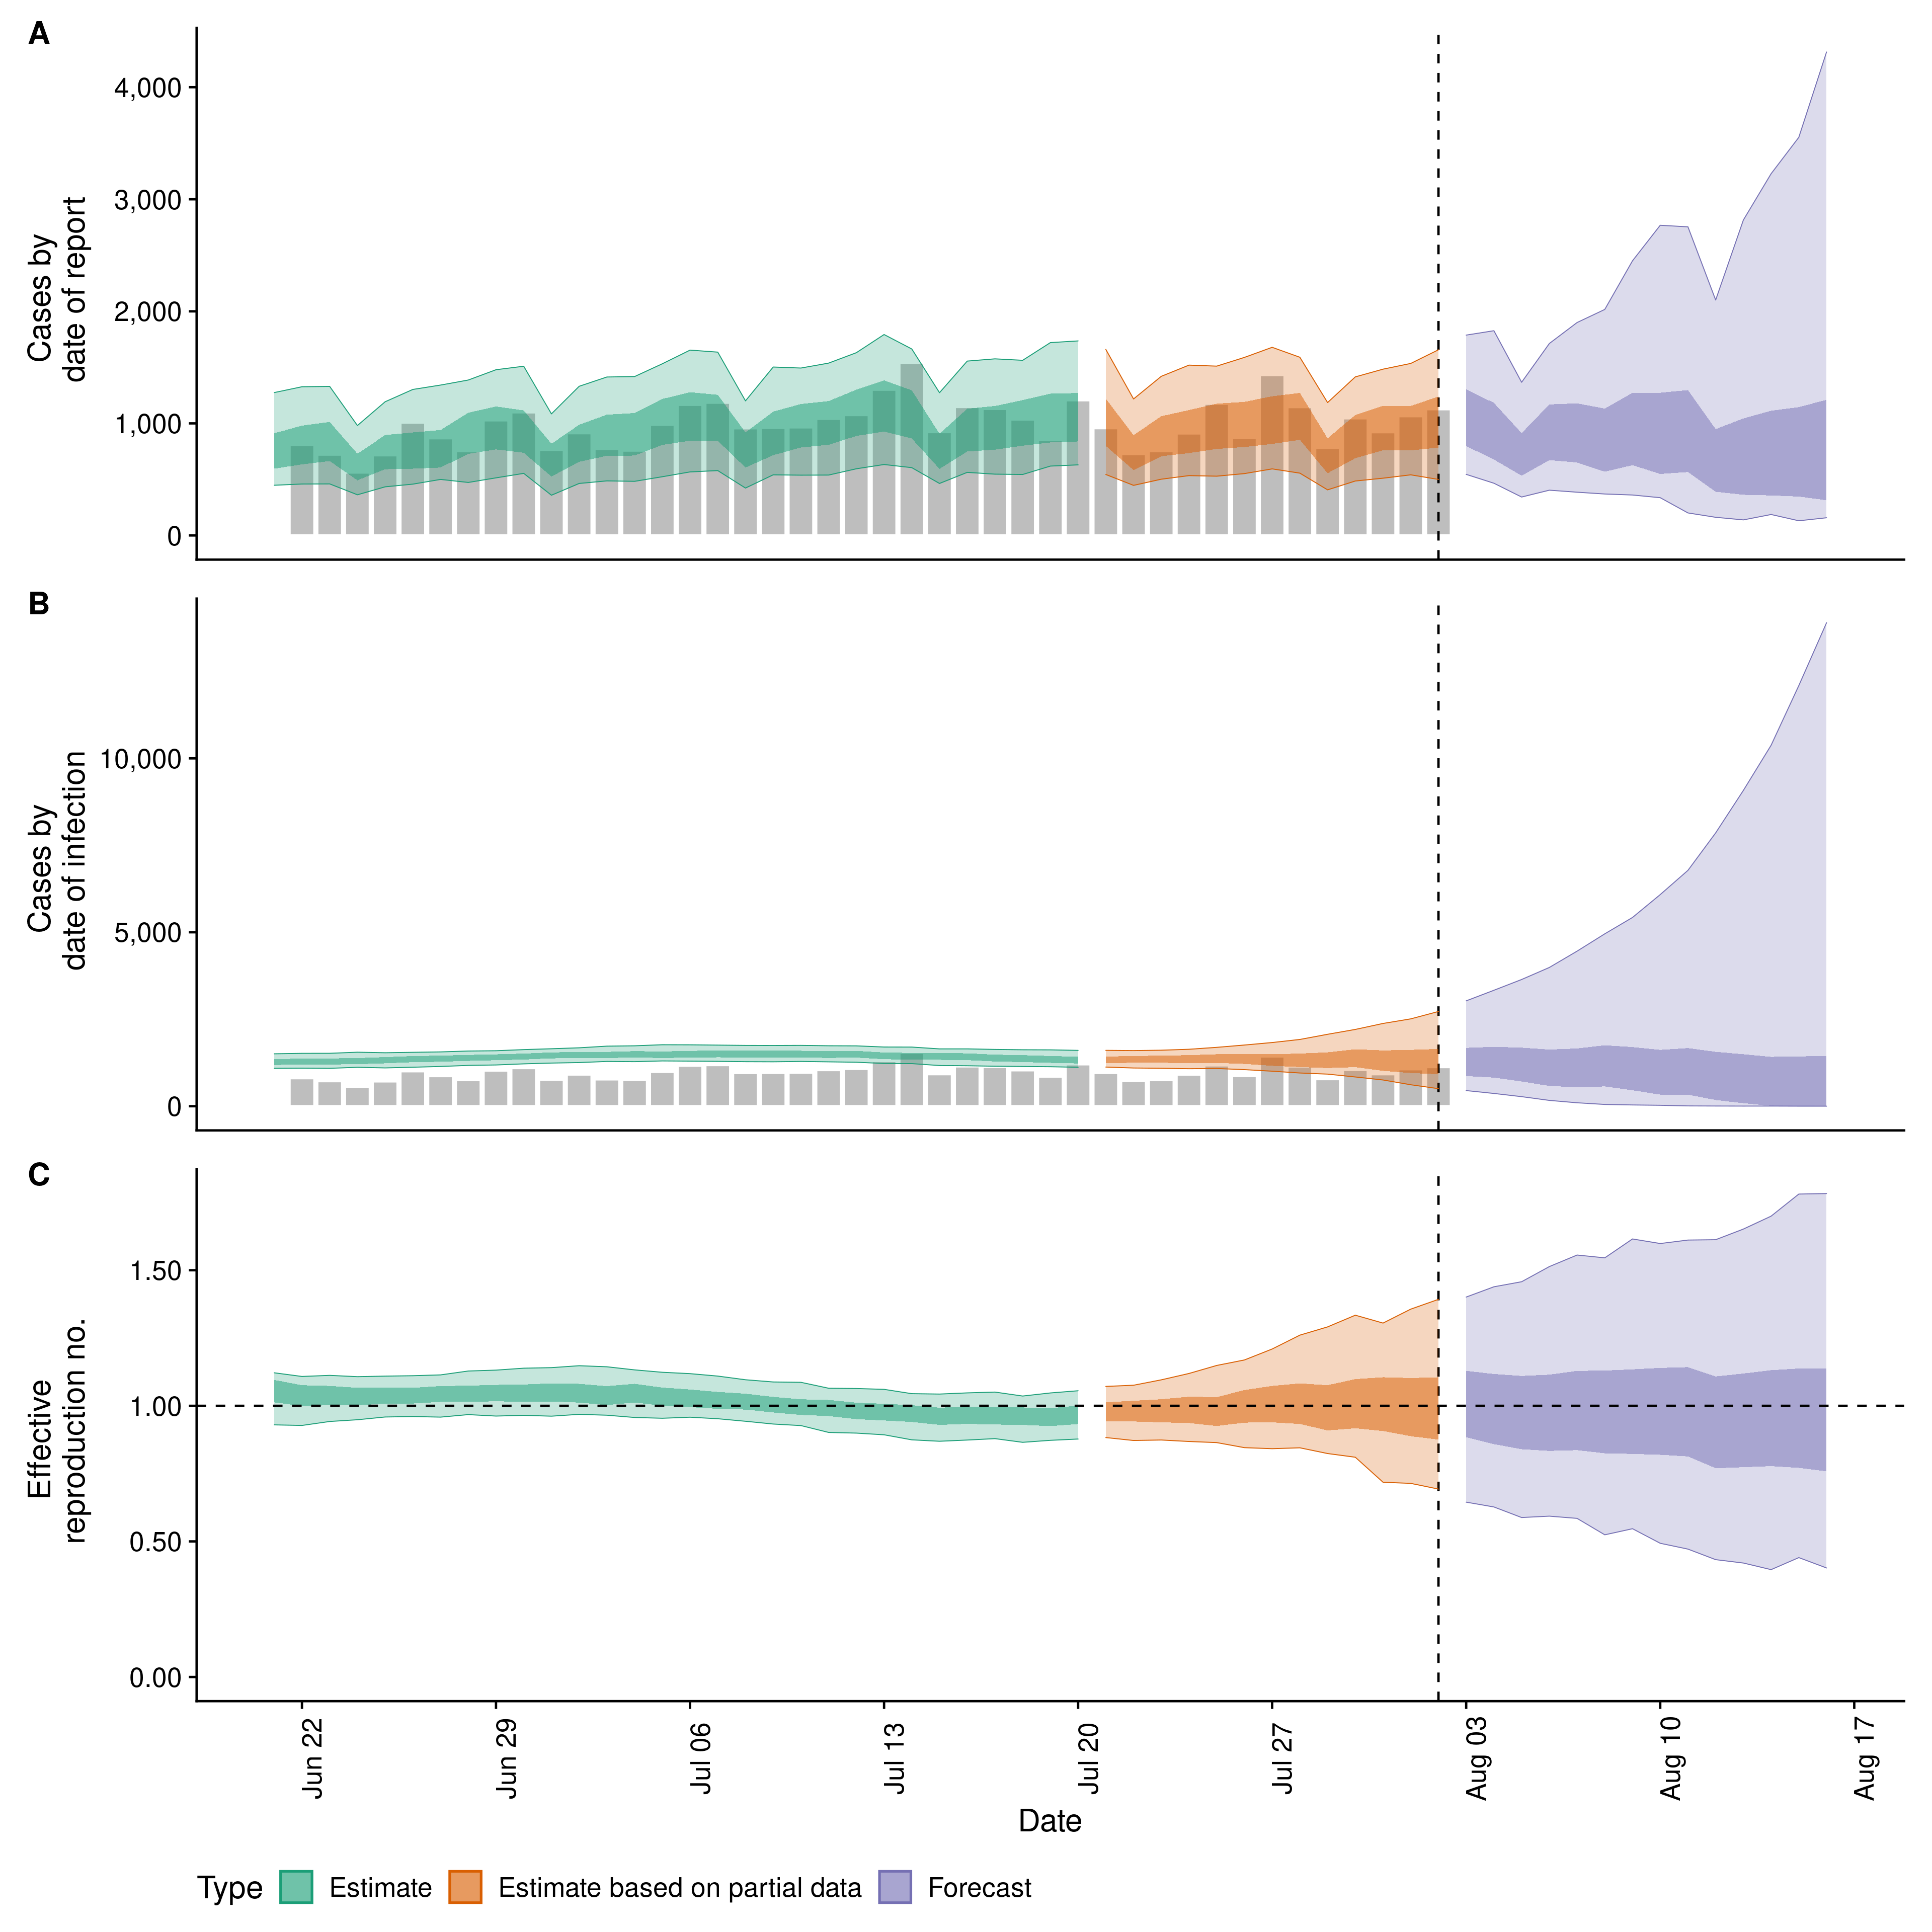 A
Cases by
date of report
4,000
3,000
2,000
1,000
0
B
Cases by
date of infection
10,000
5,000
0
C
Effective
reproduction no.
1.50
1.00
0.50
0.00
Jun 22
Jun 29
Jul 06
Jul 13
Jul 20
Jul 27
Aug 03
Aug 10
Aug 17
Date
Type Estimate Estimate based on partial data Forecast